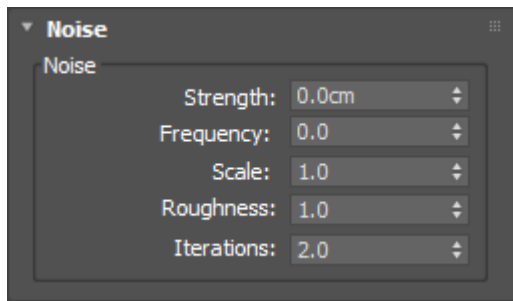 Noise
Noise
Strength: 0.0cm
Frequency: 0.0
Scale: 1.0
Roughness: 1.0
Iterations: 2.0